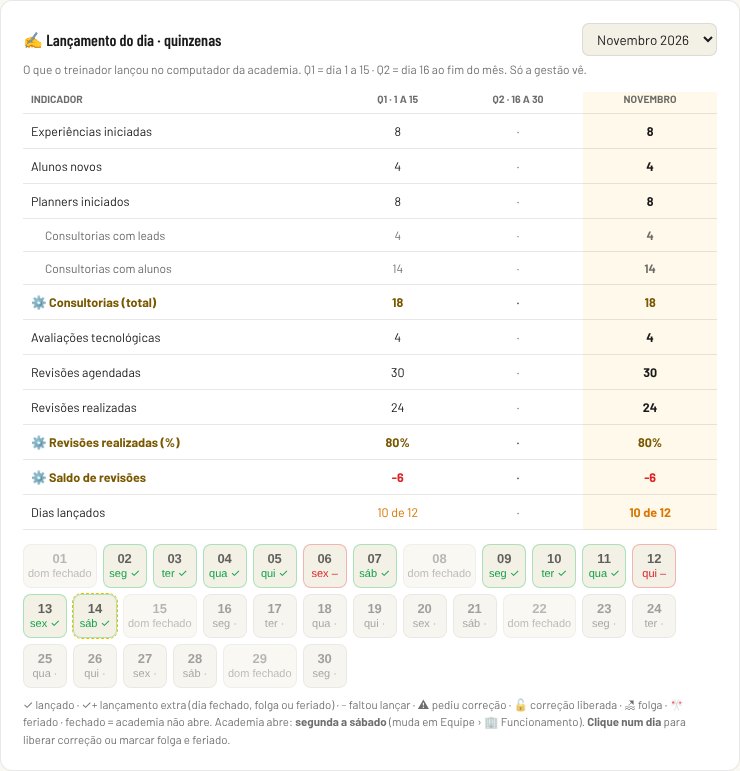 ✍️ Lançamento do dia · quinzenas
Novembro 2026
O que o treinador lançou no computador da academia. Q1 = dia 1 a 15 · Q2 = dia 16 ao fim do mês. Só a gestão vê.
INDICADOR Q1 · 1 A 15 Q2 · 16 A 30 NOVEMBRO
Experiências iniciadas 8 · 8
Alunos novos 4 · 4
Planners iniciados 8 · 8
Consultorias com leads 4 · 4
Consultorias com alunos 14 · 14
⚙️ Consultorias (total) 18 · 18
Avaliações tecnológicas 4 · 4
Revisões agendadas 30 · 30
Revisões realizadas 24 · 24
⚙️ Revisões realizadas (%) 80% · 80%
⚙️ Saldo de revisões -6 · -6
Dias lançados 10 de 12 · 10 de 12
01 02 03 04 05 06 07 08 09 10 11 12
dom fechado seg ✓ ter ✓ qua ✓ qui ✓ sex – sáb ✓ dom fechado seg ✓ ter ✓ qua ✓ qui –
13 14 15 16 17 18 19 20 21 22 23 24
sex ✓ sáb ✓ dom fechado seg · ter · qua · qui · sex · sáb · dom fechado seg · ter ·
25 26 27 28 29 30
qua · qui · sex · sáb · dom fechado seg ·
✓ lançado · ✓+ lançamento extra (dia fechado, folga ou feriado) · – faltou lançar · ⚠ pediu correção · 🔓 correção liberada · 🏖 folga · 🎌
feriado · fechado = academia não abre. Academia abre: segunda a sábado (muda em Equipe › 🏢 Funcionamento). Clique num dia para
liberar correção ou marcar folga e feriado.